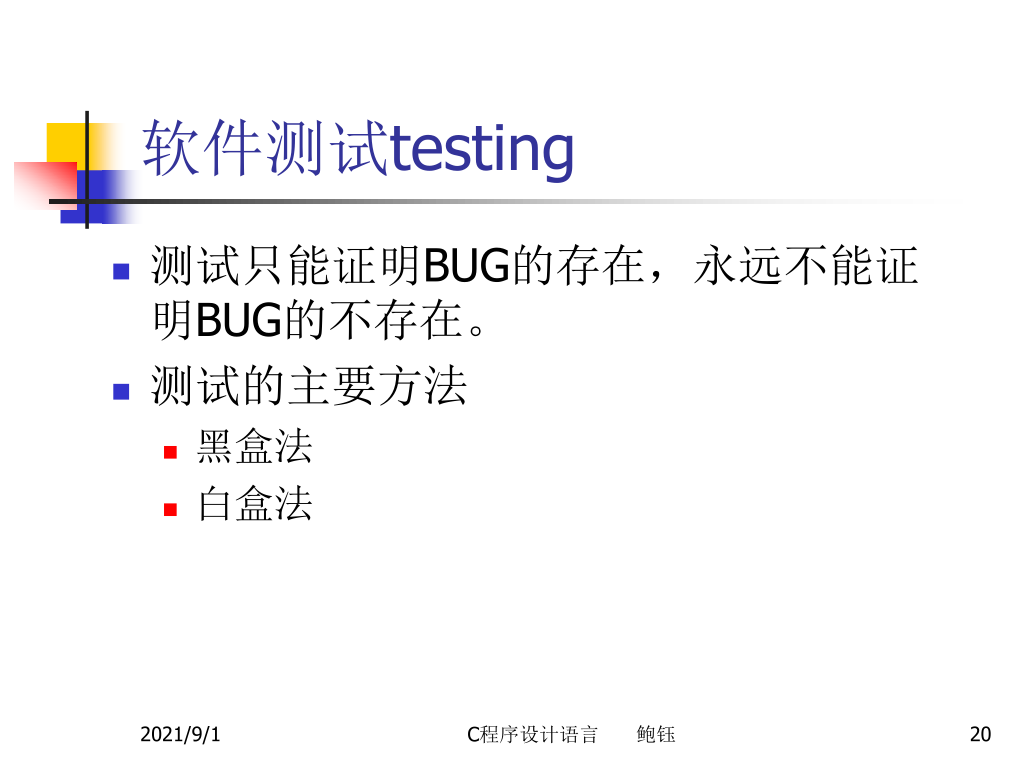 软件测试testing
测试只能证明BUG的存在，永远不能证
明BUG的不存在。
测试的主要方法
黑盒法
白盒法
2021/9/1
C程序设计语言 鲍钰
20